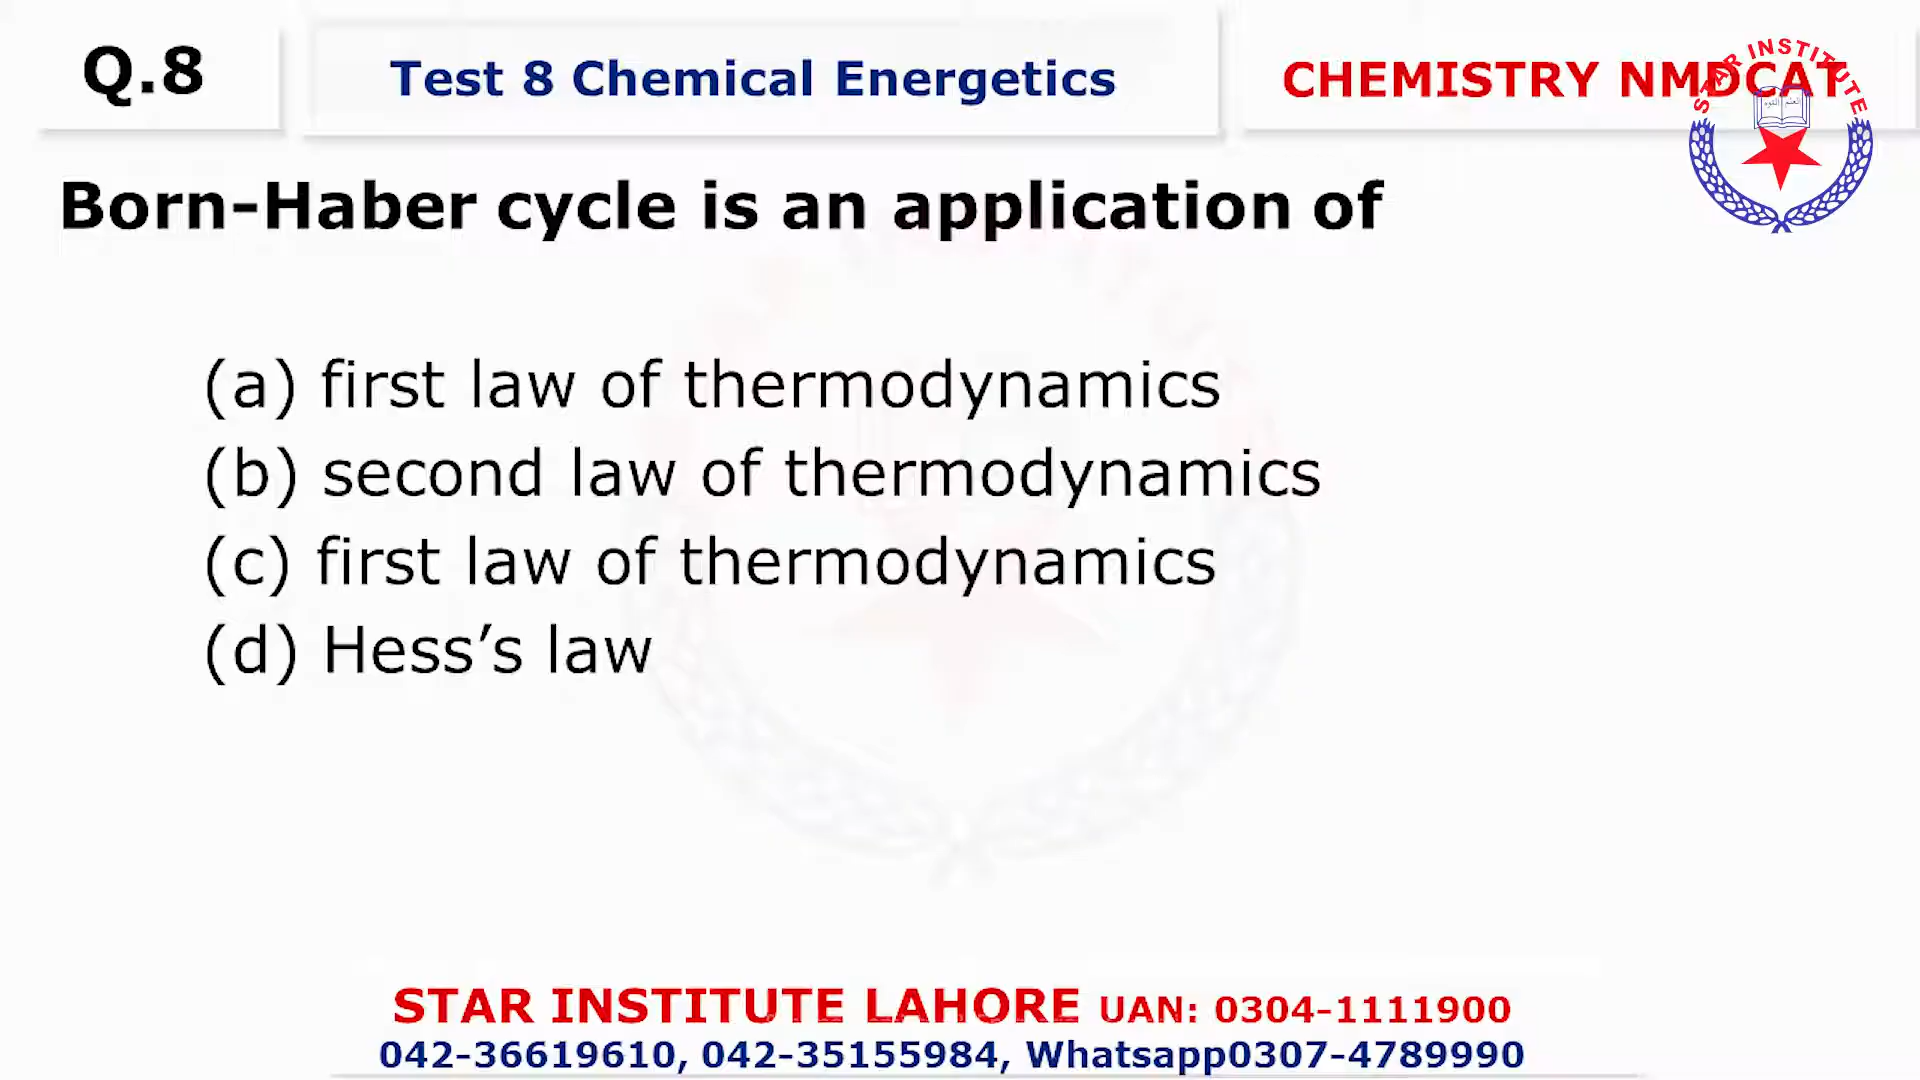 Q.8
Test 8 Chemical Energetics
CHEMISTRY NMDCAT
STAR INSTITUTE
Born-Haber cycle is an application of
(a) first law of thermodynamics
(b) second law of thermodynamics
(c) first law of thermodynamics
(d) Hess’s law
STAR INSTITUTE LAHORE UAN: 0304-1111900
042-36619610, 042-35155984, Whatsapp0307-4789990